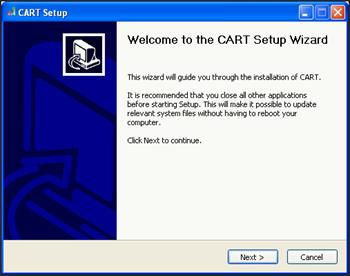 CART Setup
Welcome to the CART Setup Wizard
This wizard will guide you through the installation of CART.
It is recommended that you close all other applications
before starting Setup. This will make it possible to update
relevant system files without having to reboot your
computer.
Click Next to continue.
Next >
Cancel